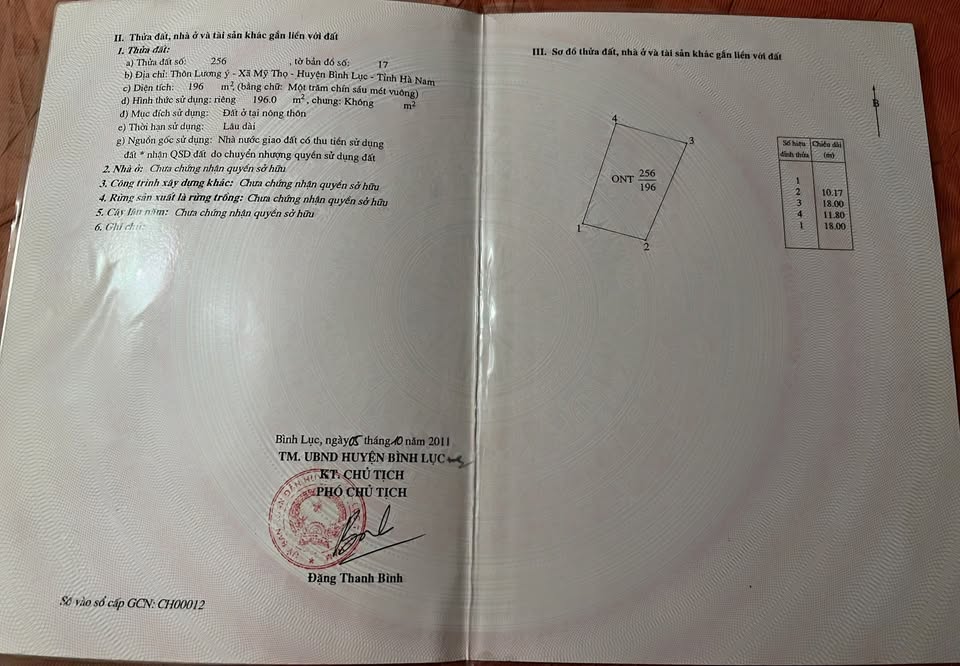 II. Thửa đất, nhà ở và tài sản khác gắn liền với đất
1. Thửa đất:
a) Thửa đất số: 256 , tờ bản đồ số: 17
b) Địa chỉ: Thôn Lương ý - Xã Mỹ Thọ - Huyện Bình Lục - Tỉnh Hà Nam
c) Diện tích: 196 m², (bằng chữ: Một trăm chín sáu mét vuông)
d) Hình thức sử dụng: riêng 196.0 m², chung: Không m²
đ) Mục đích sử dụng: Đất ở tại nông thôn
e) Thời hạn sử dụng: Lâu dài
g) Nguồn gốc sử dụng: Nhà nước giao đất có thu tiền sử dụng
đất * nhận QSD đất do chuyển nhượng quyền sử dụng đất
2. Nhà ở: Chưa chứng nhận quyền sở hữu
3. Công trình xây dựng khác: Chưa chứng nhận quyền sở hữu
4. Rừng sản xuất là rừng trồng: Chưa chứng nhận quyền sở hữu
5. Cây lâu năm: Chưa chứng nhận quyền sở hữu
6. Ghi chú:
Bình Lục, ngày 05 tháng 10 năm 2011
TM. UBND HUYỆN BÌNH LỤC
KT. CHỦ TỊCH
PHÓ CHỦ TỊCH
Đặng Thanh Bình
Số vào sổ cấp GCN: CH00012
III. Sơ đồ thửa đất, nhà ở và tài sản khác gắn liền với đất
B
4
3
ONT 256
196
1
2
Số hiệu Chiều dài
đỉnh thửa (m)
1
2 10.17
3 18.00
4 11.80
1 18.00